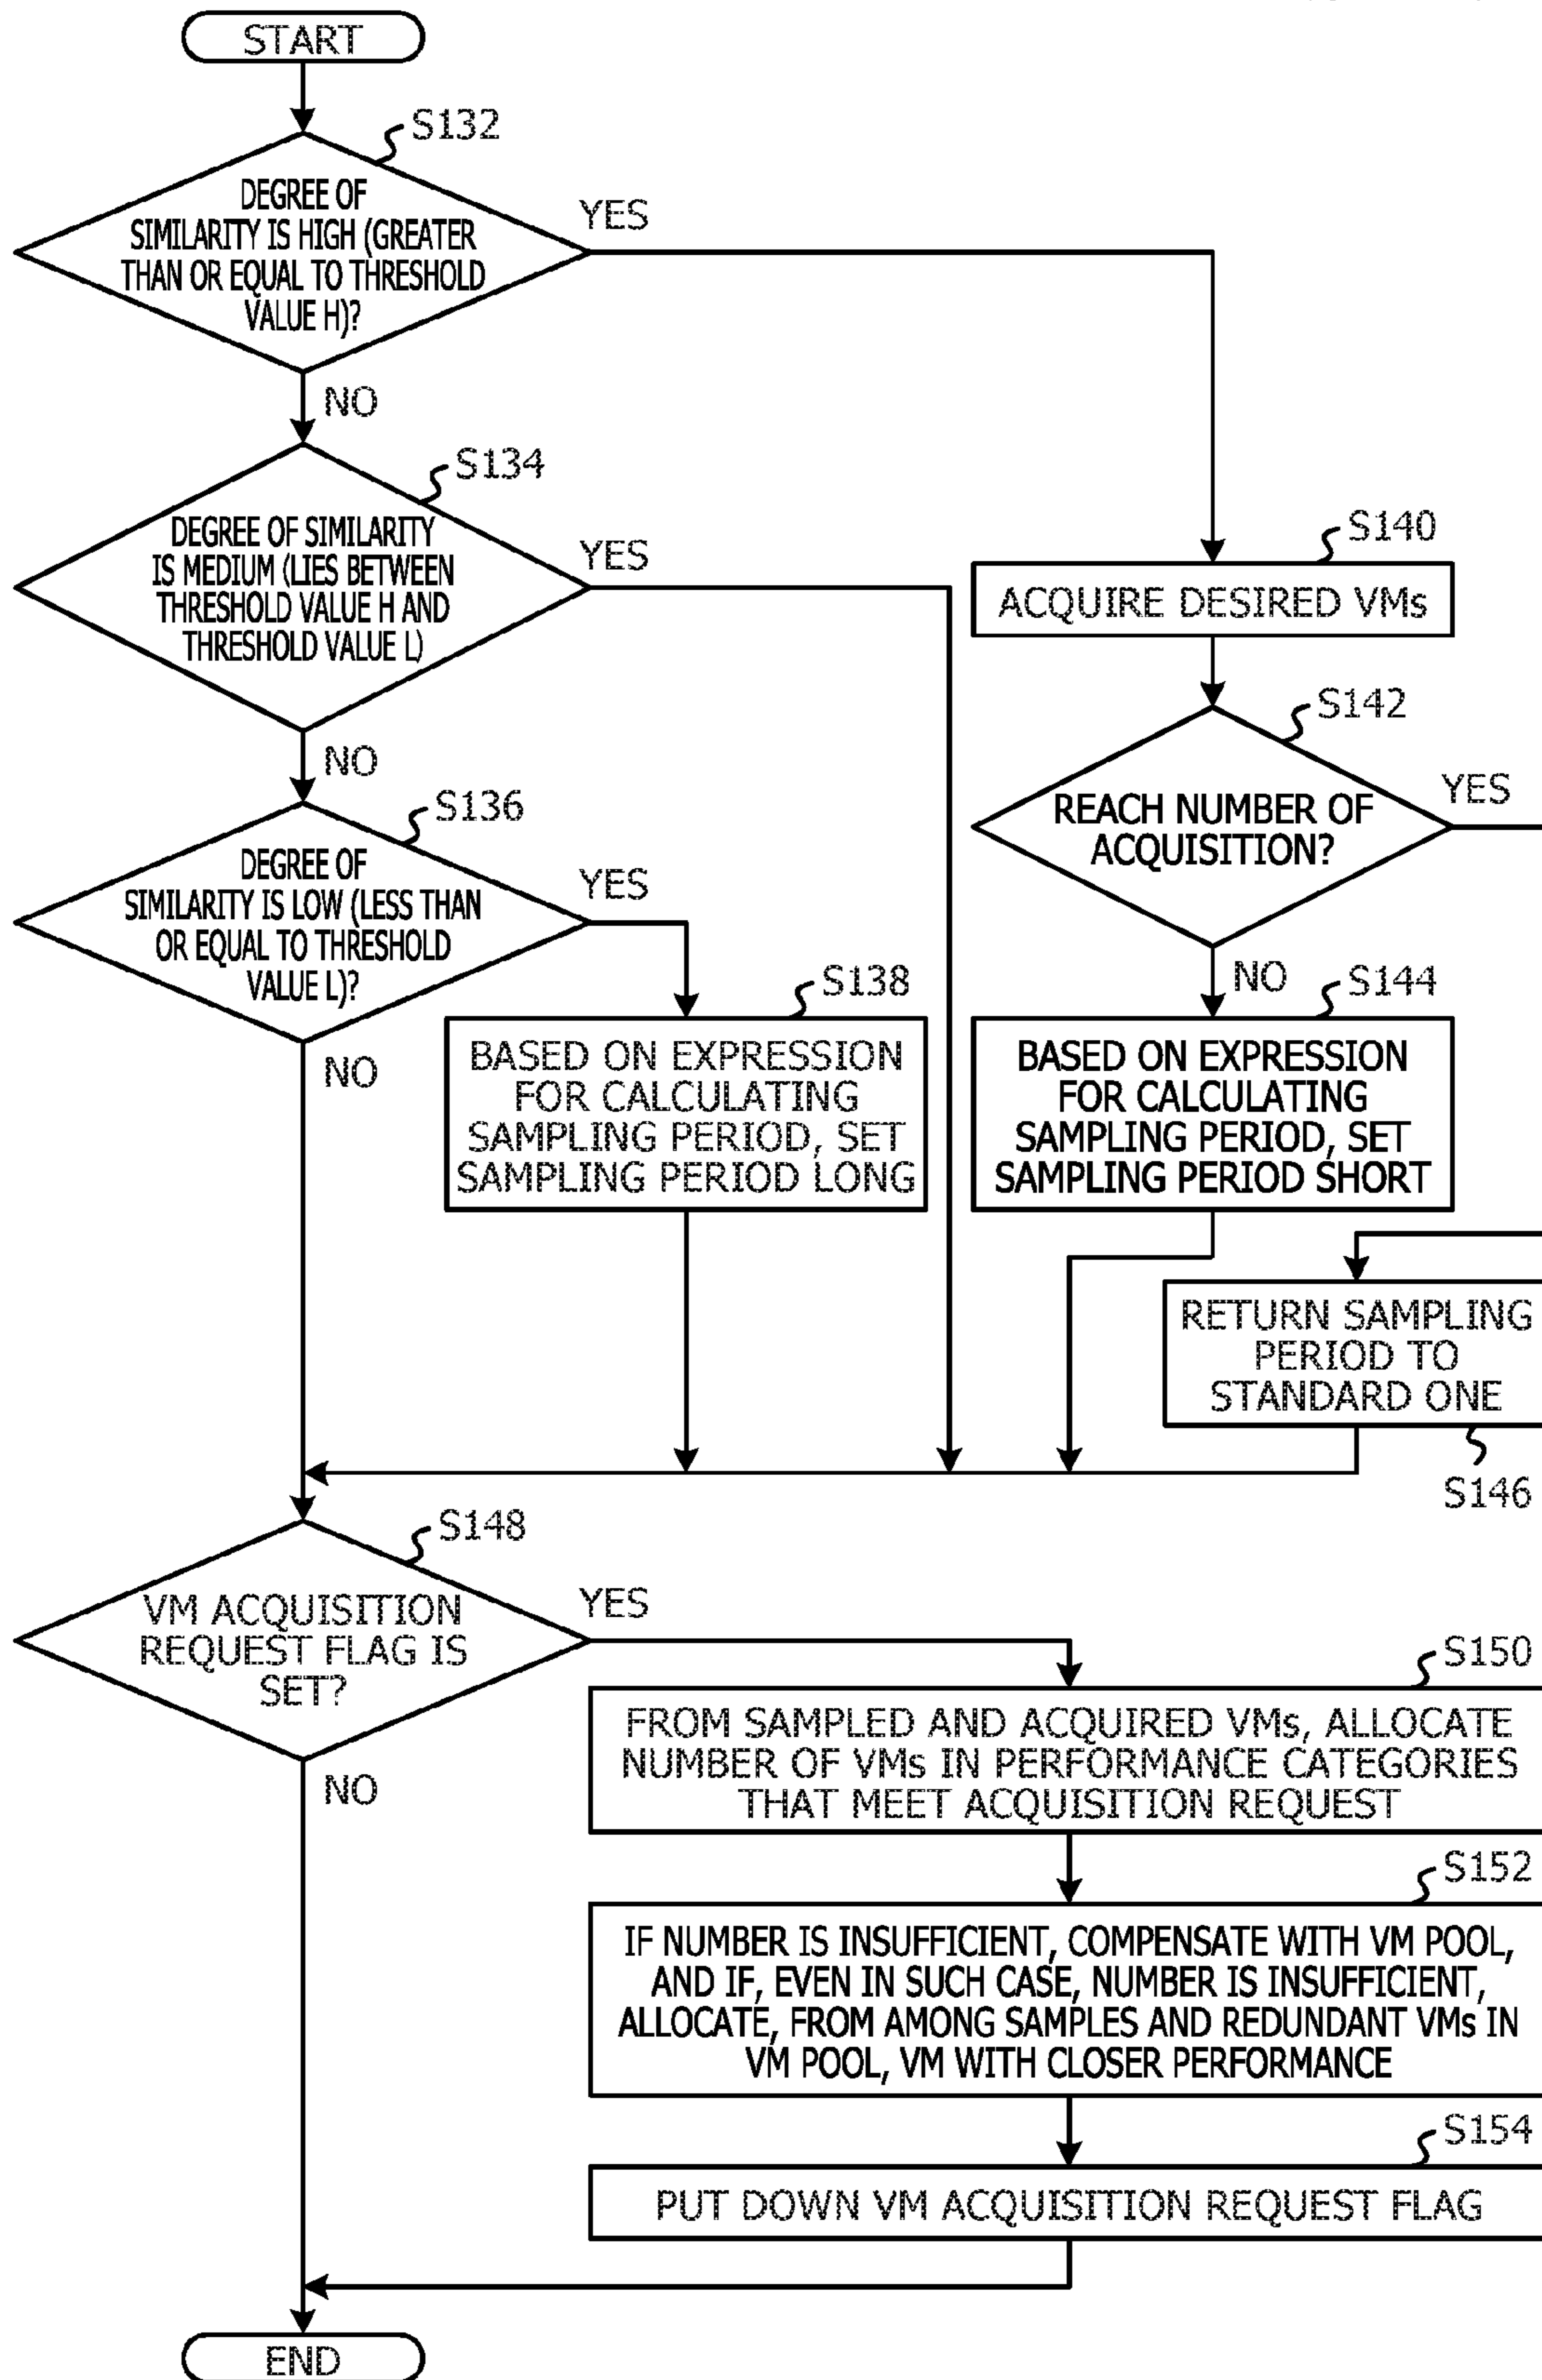 START
S132
DEGREE OF
SIMILARITY IS HIGH (GREATER
THAN OR EQUAL TO THRESHOLD
VALUE H)?
YES
NO
S134
DEGREE OF SIMILARITY
IS MEDIUM (LIES BETWEEN
THRESHOLD VALUE H AND
THRESHOLD VALUE L)
YES
NO
S140
ACQUIRE DESIRED VMs
S142
REACH NUMBER OF
ACQUISITION?
YES
NO
S136
DEGREE OF
SIMILARITY IS LOW (LESS THAN
OR EQUAL TO THRESHOLD
VALUE L)?
YES
NO
S138
BASED ON EXPRESSION
FOR CALCULATING
SAMPLING PERIOD, SET
SAMPLING PERIOD LONG
S144
BASED ON EXPRESSION
FOR CALCULATING
SAMPLING PERIOD, SET
SAMPLING PERIOD SHORT
RETURN SAMPLING
PERIOD TO
STANDARD ONE
S146
S148
VM ACQUISITION
REQUEST FLAG IS
SET?
YES
NO
S150
FROM SAMPLED AND ACQUIRED VMs, ALLOCATE
NUMBER OF VMs IN PERFORMANCE CATEGORIES
THAT MEET ACQUISITION REQUEST
S152
IF NUMBER IS INSUFFICIENT, COMPENSATE WITH VM POOL,
AND IF, EVEN IN SUCH CASE, NUMBER IS INSUFFICIENT,
ALLOCATE, FROM AMONG SAMPLES AND REDUNDANT VMs IN
VM POOL, VM WITH CLOSER PERFORMANCE
S154
PUT DOWN VM ACQUISITION REQUEST FLAG
END